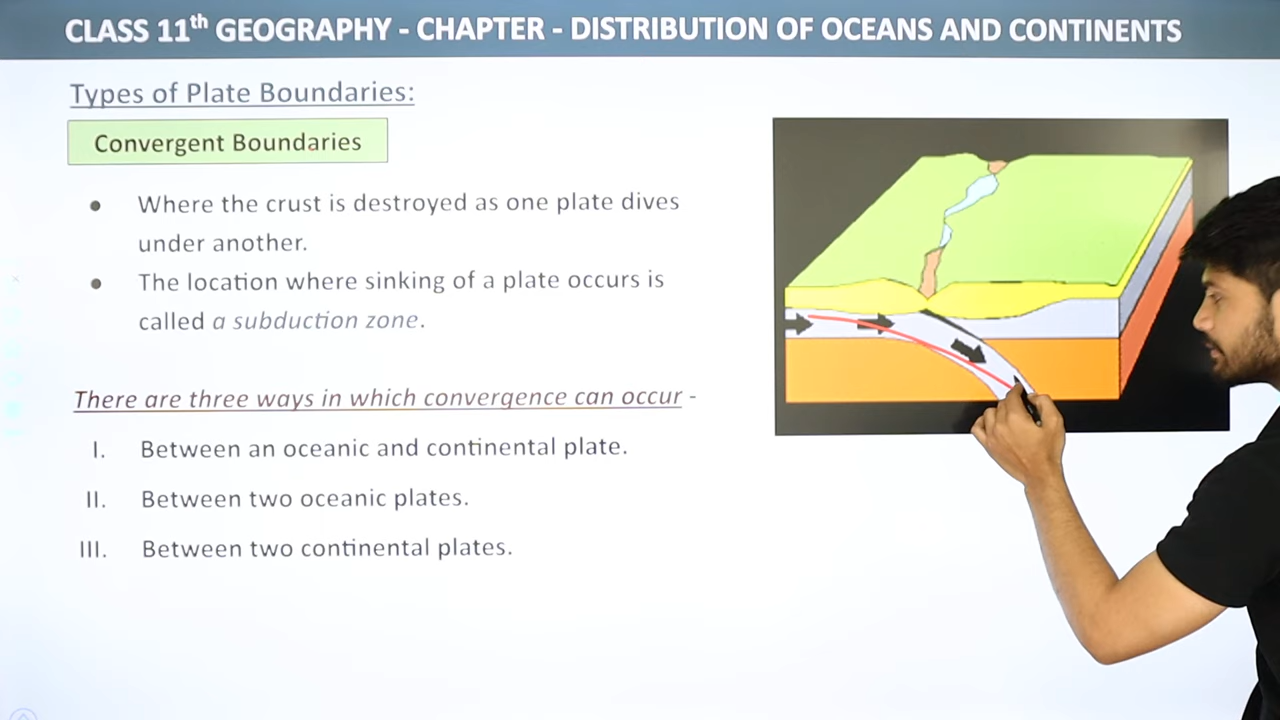 CLASS 11th GEOGRAPHY - CHAPTER - DISTRIBUTION OF OCEANS AND CONTINENTS
Types of Plate Boundaries:
Convergent Boundaries
● Where the crust is destroyed as one plate dives
under another.
● The location where sinking of a plate occurs is
called a subduction zone.
There are three ways in which convergence can occur -
I. Between an oceanic and continental plate.
II. Between two oceanic plates.
III. Between two continental plates.